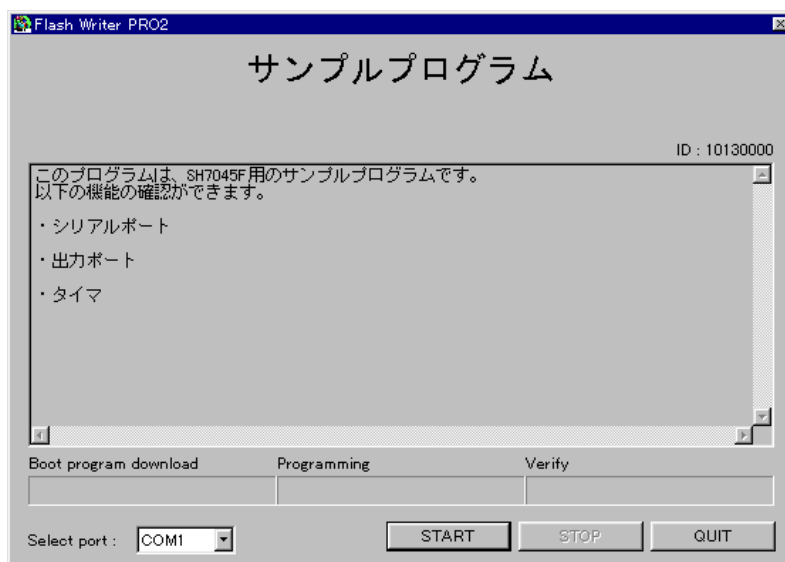 Flash Writer PRO2
サンプルプログラム
ID : 10130000
このプログラムは、SH7045F用のサンプルプログラムです。
以下の機能の確認ができます。
・シリアルポート
・出力ポート
・タイマ
Boot program download Programming Verify
Select port : COM1 START STOP QUIT